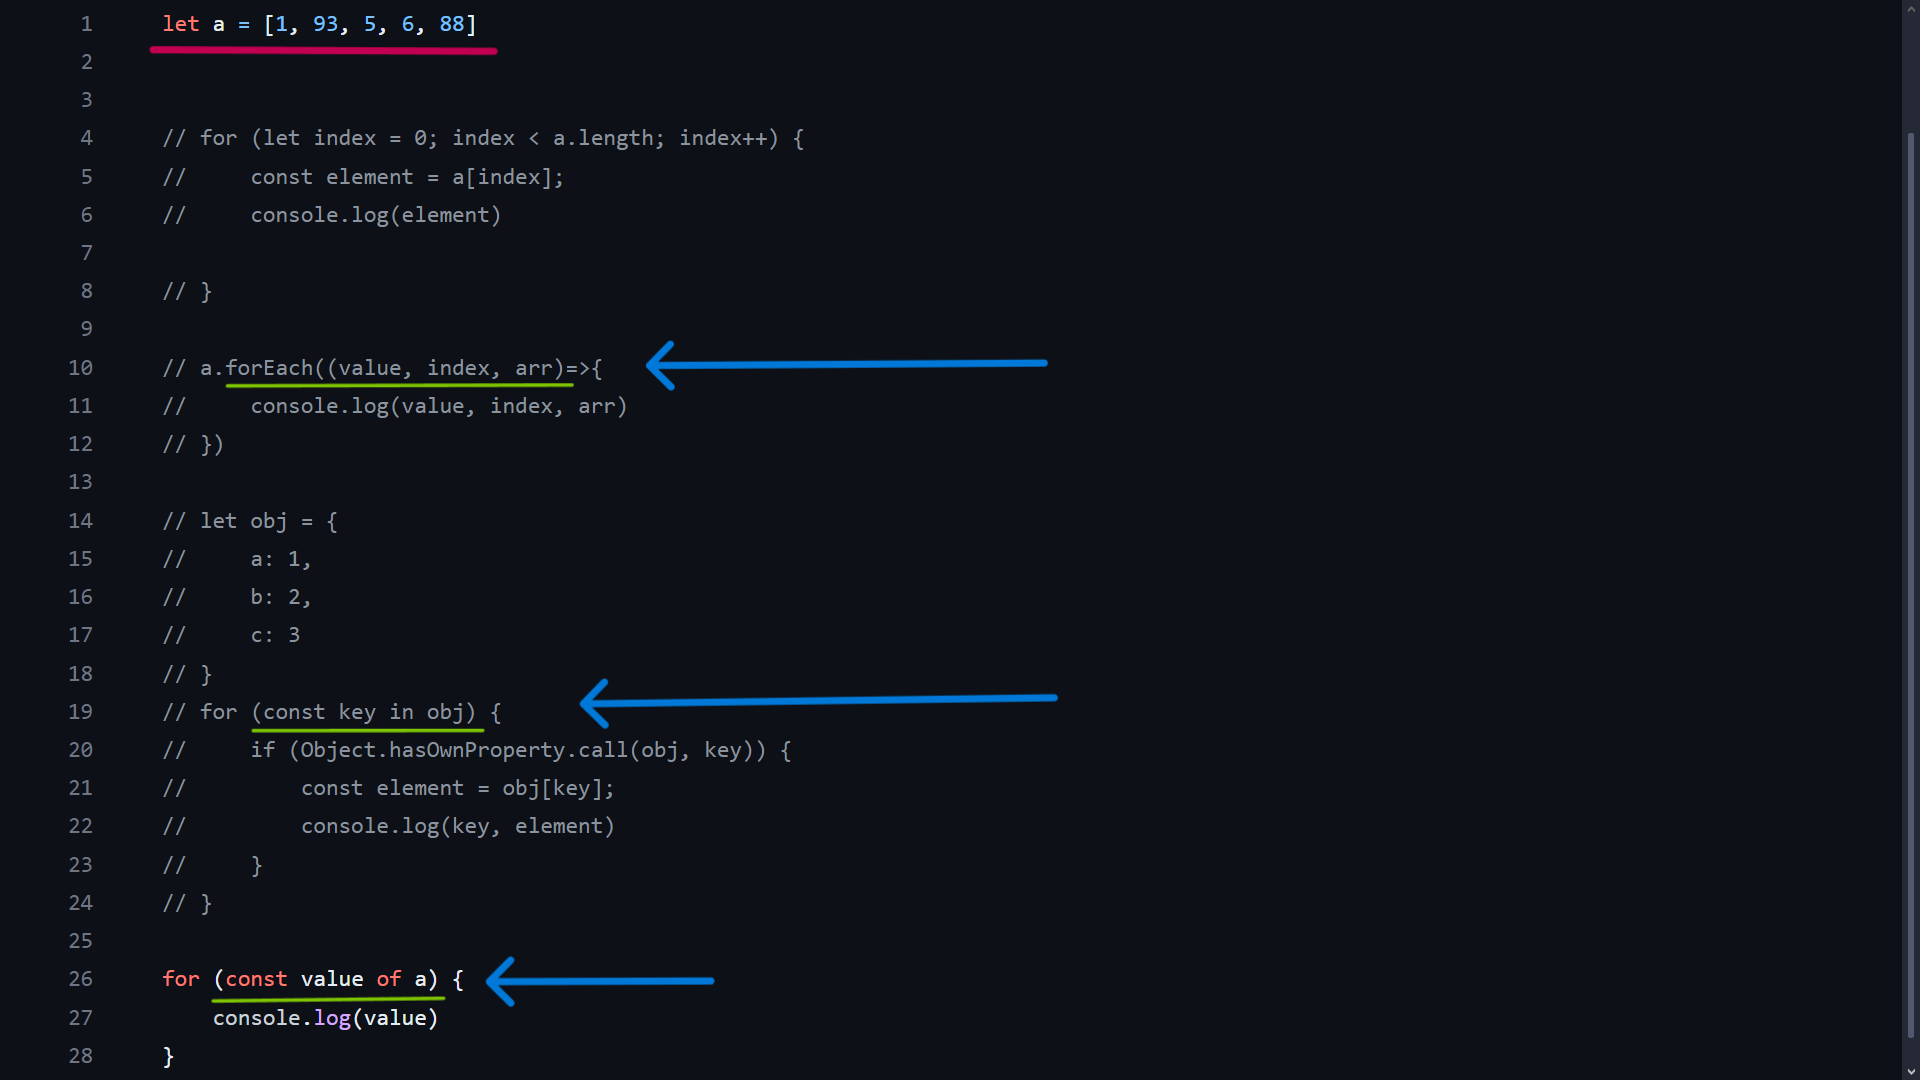 1 let a = [1, 93, 5, 6, 88]
2
3
4 // for (let index = 0; index < a.length; index++) {
5 //     const element = a[index];
6 //     console.log(element)
7
8 // }
9
10 // a.forEach((value, index, arr)=>{
11 //     console.log(value, index, arr)
12 // })
13
14 // let obj = {
15 //     a: 1,
16 //     b: 2,
17 //     c: 3
18 // }
19 // for (const key in obj) {
20 //     if (Object.hasOwnProperty.call(obj, key)) {
21 //         const element = obj[key];
22 //         console.log(key, element)
23 //     }
24 // }
25
26 for (const value of a) {
27     console.log(value)
28 }